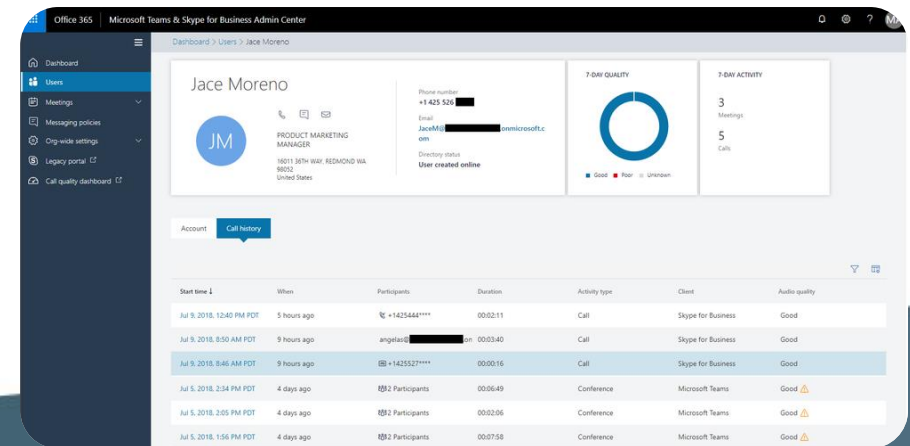 Office 365 Microsoft Teams & Skype for Business Admin Center ?
Dashboard > Users > Jace Moreno
Dashboard
Users
Meetings
Messaging policies
Org-wide settings
Legacy portal
Call quality dashboard
Jace Moreno
JM
PRODUCT MARKETING
MANAGER
16011 36TH WAY, REDMOND WA
98052
United States
Phone number
+1 425 526
Email
JaceM@ .onmicrosoft.c
om
Directory status
User created online
7-DAY QUALITY
Good Poor Unknown
7-DAY ACTIVITY
3
Meetings
5
Calls
Account Call history
Start time ↓ When Participants Duration Activity type Client Audio quality
Jul 9, 2018, 12:40 PM PDT 5 hours ago +1425444**** 00:02:11 Call Skype for Business Good
Jul 9, 2018, 8:50 AM PDT 9 hours ago angelas@ on 00:03:40 Call Skype for Business Good
Jul 9, 2018, 8:46 AM PDT 9 hours ago +1425527**** 00:00:16 Call Skype for Business Good
Jul 5, 2018, 2:34 PM PDT 4 days ago 2 Participants 00:06:49 Conference Microsoft Teams Good
Jul 5, 2018, 2:05 PM PDT 4 days ago 2 Participants 00:02:06 Conference Microsoft Teams Good
Jul 5, 2018, 1:56 PM PDT 4 days ago 2 Participants 00:07:58 Conference Microsoft Teams Good